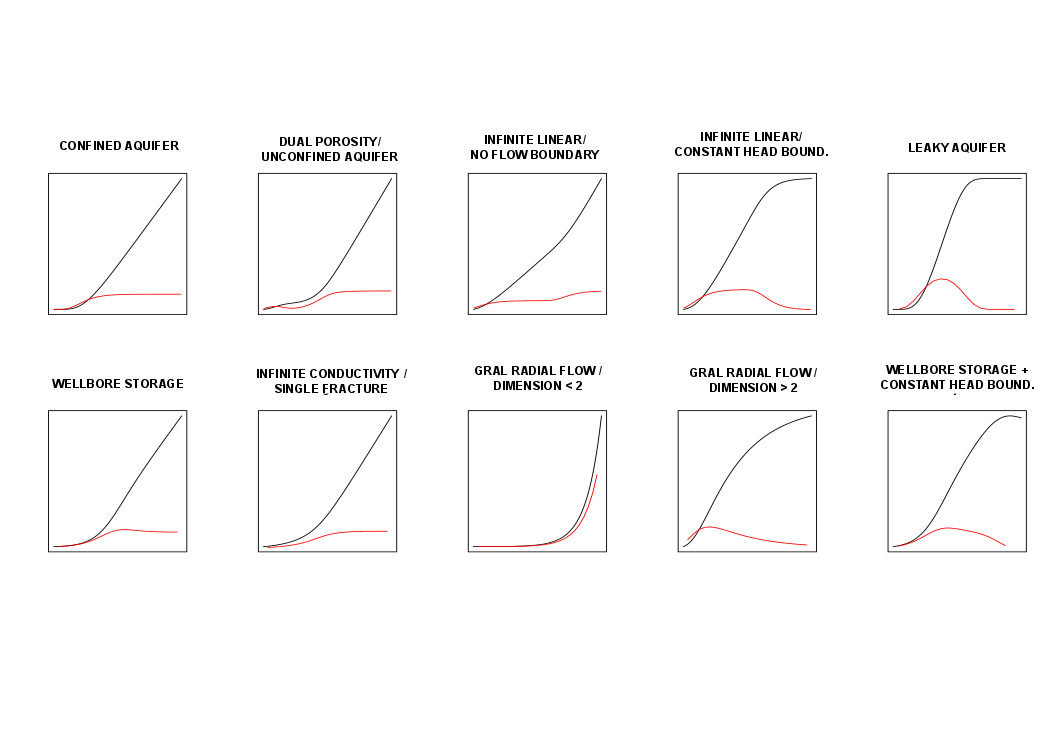 CONFINED AQUIFER
DUAL POROSITY/
UNCONFINED AQUIFER
INFINITE LINEAR/
NO FLOW BOUNDARY
INFINITE LINEAR/
CONSTANT HEAD BOUND.
LEAKY AQUIFER
WELLBORE STORAGE
INFINITE CONDUCTIVITY /
SINGLE FRACTURE
GRAL RADIAL FLOW /
DIMENSION < 2
GRAL RADIAL FLOW/
DIMENSION > 2
WELLBORE STORAGE +
CONSTANT HEAD BOUND.